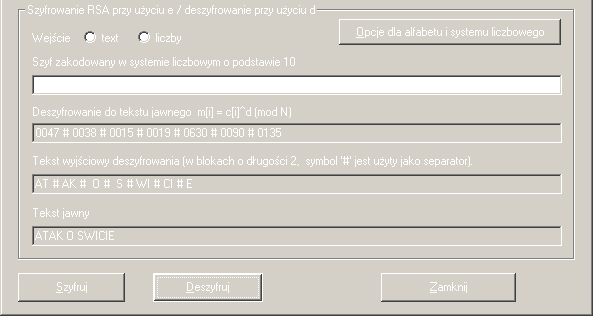 Szyfrowanie RSA przy użyciu e / deszyfrowanie przy użyciu d
Wejście text liczby Opcje dla alfabetu i systemu liczbowego
Szyf zakodowany w systemie liczbowym o podstawie 10
Deszyfrowanie do tekstu jawnego m[i] = c[i]^d (mod N)
0047 # 0038 # 0015 # 0019 # 0630 # 0090 # 0135
Tekst wyjściowy deszyfrowania (w blokach o długości 2, symbol '#' jest użyty jako separator).
AT # AK # O # S # WI # CI # E
Tekst jawny
ATAK O SWICIE
Szyfruj Deszyfruj Zamknij